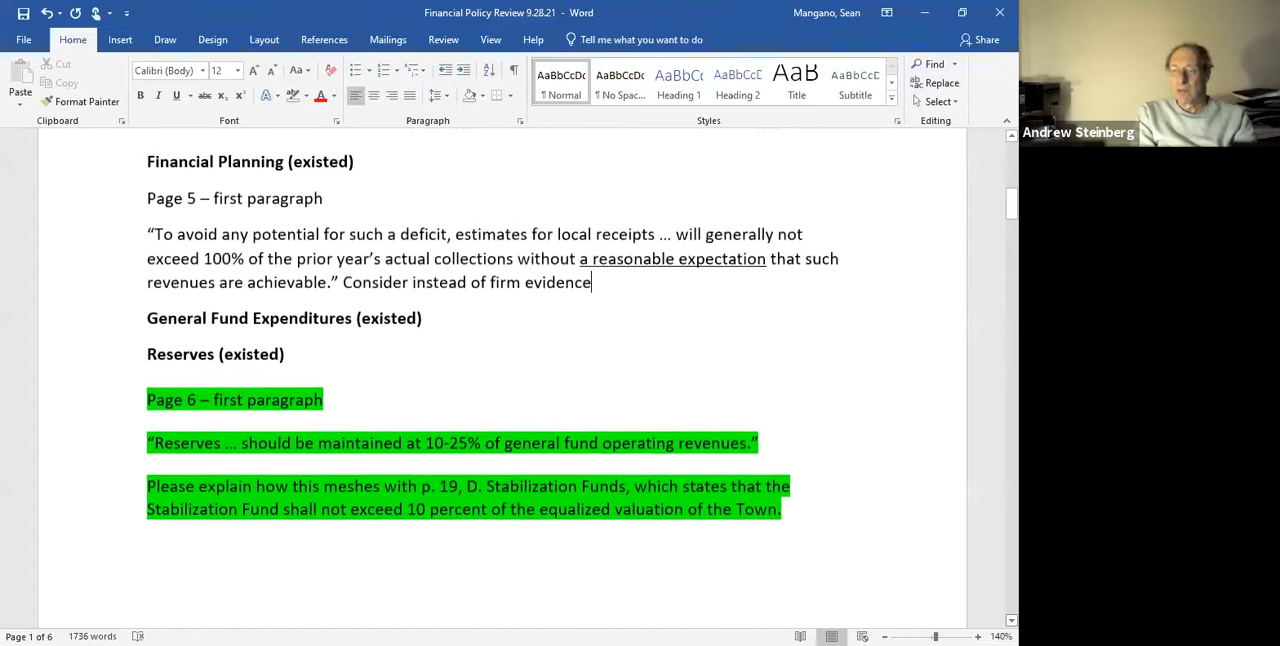 Financial Policy Review 9.28.21 - Word
Mangano, Sean
File Home Insert Draw Design Layout References Mailings Review View Help Tell me what you want to do Share
Paste
Cut
Copy
Format Painter
Clipboard
Calibri (Body) 12
Font
Paragraph
AaBbCcDc AaBbCcDc AaBbCc AaBbCcD AaB AaBbCcD
¶ Normal ¶ No Spac... Heading 1 Heading 2 Title Subtitle
Styles
Find
Replace
Select
Editing
Andrew Steinberg
Financial Planning (existed)
Page 5 – first paragraph
“To avoid any potential for such a deficit, estimates for local receipts ... will generally not
exceed 100% of the prior year’s actual collections without a reasonable expectation that such
revenues are achievable.” Consider instead of firm evidence
General Fund Expenditures (existed)
Reserves (existed)
Page 6 – first paragraph
“Reserves ... should be maintained at 10-25% of general fund operating revenues.”
Please explain how this meshes with p. 19, D. Stabilization Funds, which states that the
Stabilization Fund shall not exceed 10 percent of the equalized valuation of the Town.
Page 1 of 6 1736 words 140%